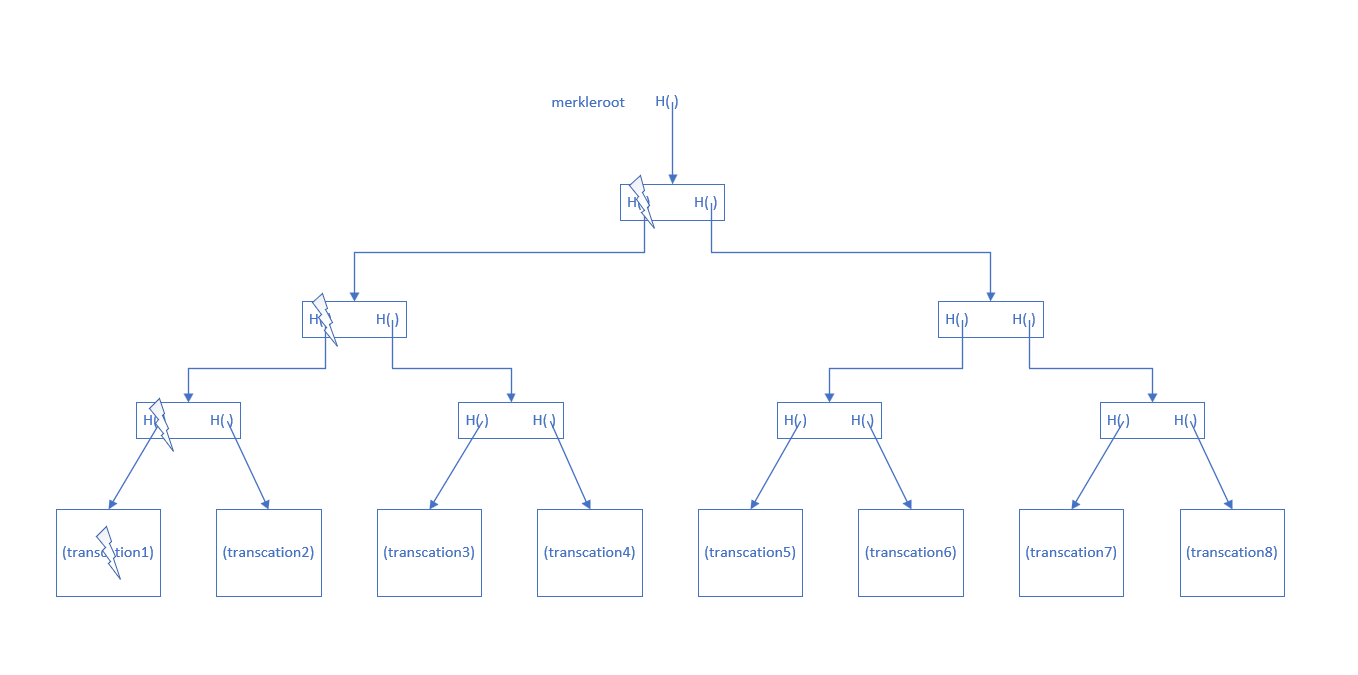 merkleroot H( )
H( ) H( )
H( ) H( ) H( ) H( )
H( ) H( ) H( ) H( ) H( ) H( ) H( ) H( )
(transcation1) (transcation2) (transcation3) (transcation4) (transcation5) (transcation6) (transcation7) (transcation8)